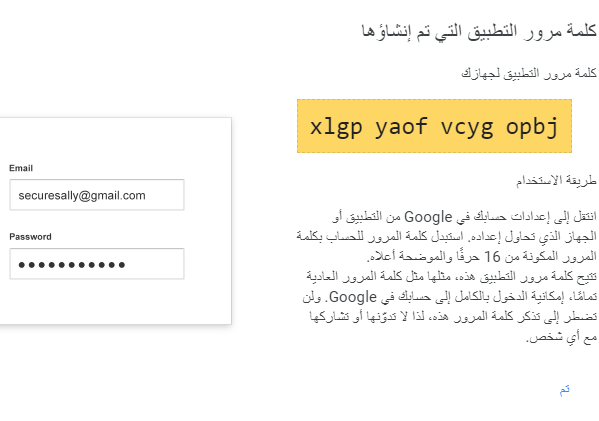 كلمة مرور التطبيق التي تم إنشاؤها
كلمة مرور التطبيق لجهازك
xlgp yaof vcyg opbj
طريقة الاستخدام
انتقل إلى إعدادات حسابك في Google من التطبيق أو
الجهاز الذي تحاول إعداده. استبدل كلمة المرور للحساب بكلمة
المرور المكونة من 16 حرفًا والموضحة أعلاه.
تتيح كلمة مرور التطبيق هذه، مثلها مثل كلمة المرور العادية
تمامًا، إمكانية الدخول بالكامل إلى حسابك في Google. ولن
تضطر إلى تذكر كلمة المرور هذه، لذا لا تدوّنها أو تشاركها
مع أي شخص.
تم
Email
securesally@gmail.com
Password